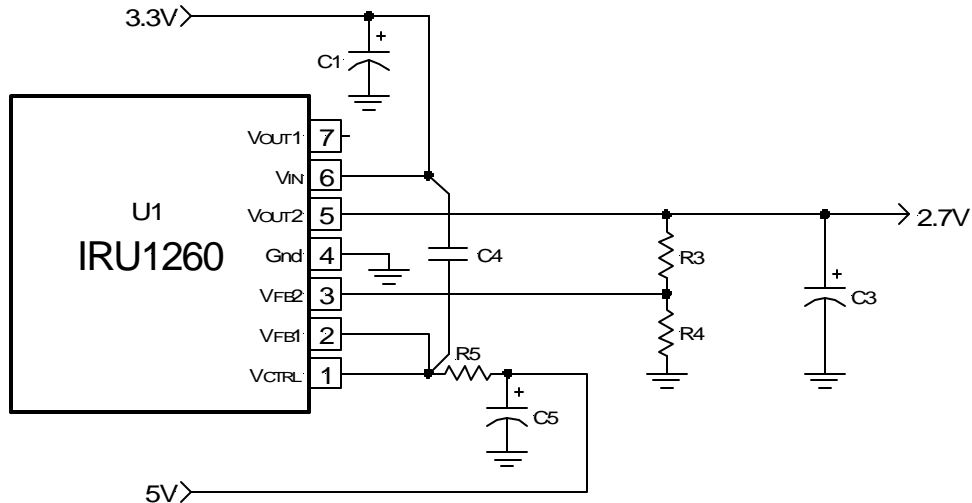 3.3V
C1
VOUT1 7
VIN 6
U1
VOUT2 5
2.7V
IRU1260
Gnd 4
C4
R3
VFB2 3
C3
VFB1 2
R4
R5
VCTRL 1
C5
5V